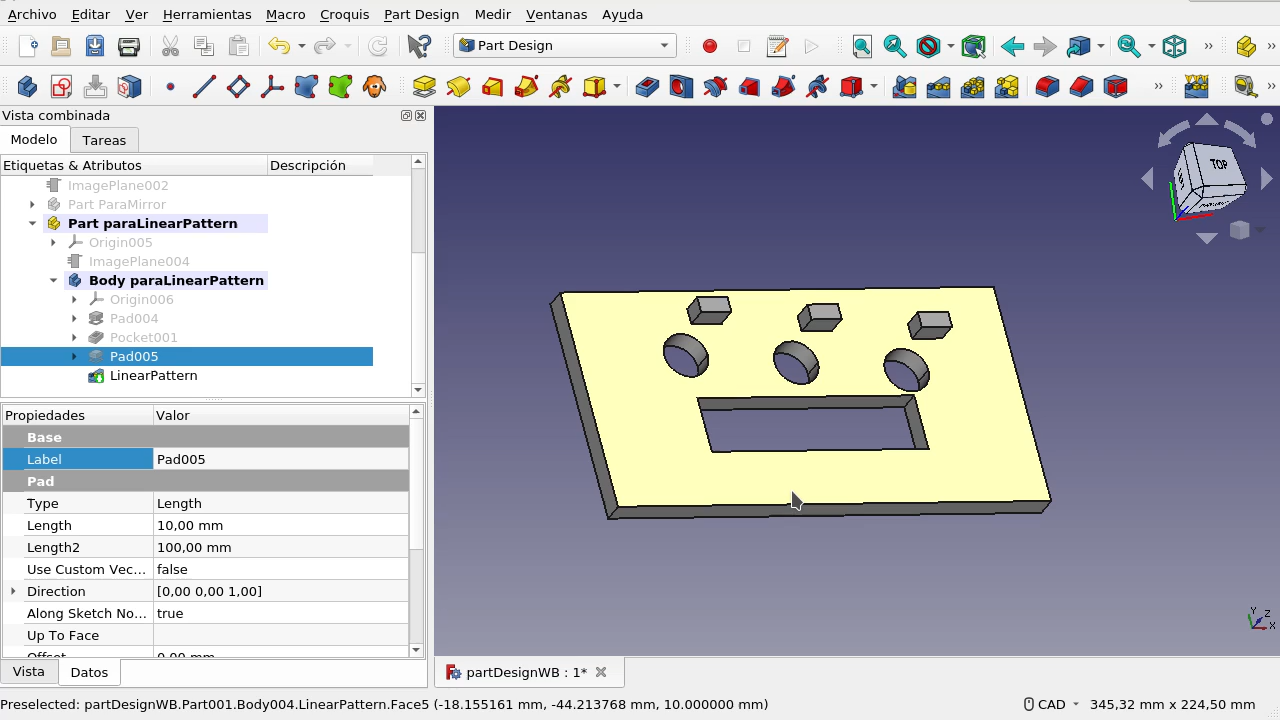 Archivo Editar Ver Herramientas Macro Croquis Part Design Medir Ventanas Ayuda
Part Design
Vista combinada
Modelo Tareas
Etiquetas & Atributos Descripción
ImagePlane002
Part ParaMirror
Part paraLinearPattern
Origin005
ImagePlane004
Body paraLinearPattern
Origin006
Pad004
Pocket001
Pad005
LinearPattern
Propiedades Valor
Base
Label Pad005
Pad
Type Length
Length 10,00 mm
Length2 100,00 mm
Use Custom Vec... false
Direction [0,00 0,00 1,00]
Along Sketch No... true
Up To Face
Offset 0,00 mm
Vista Datos
TOP
Y Z X
partDesignWB : 1*
Preselected: partDesignWB.Part001.Body004.LinearPattern.Face5 (-18.155161 mm, -44.213768 mm, 10.000000 mm)
CAD 345,32 mm x 224,50 mm